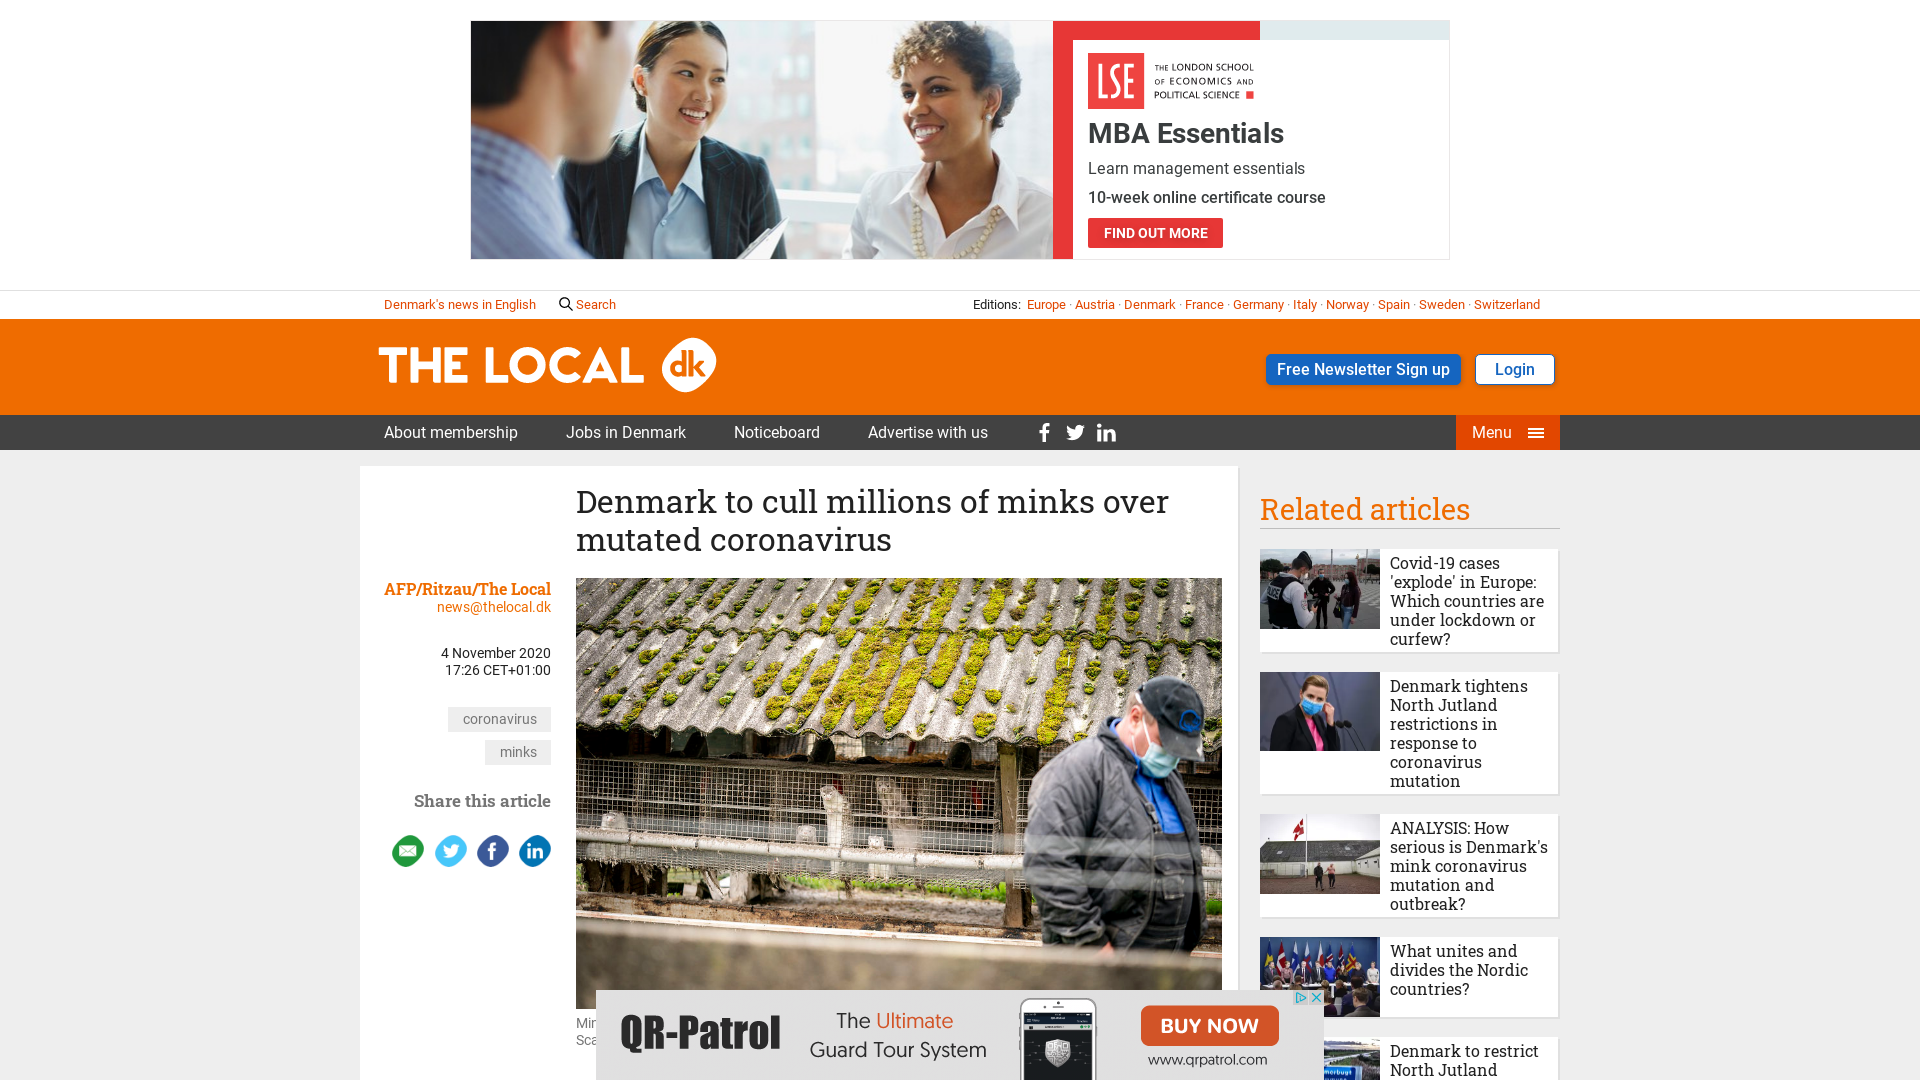 LSE
THE LONDON SCHOOL
OF ECONOMICS AND
POLITICAL SCIENCE
MBA Essentials
Learn management essentials
10-week online certificate course
FIND OUT MORE
Denmark's news in English
Search
Editions: Europe · Austria · Denmark · France · Germany · Italy · Norway · Spain · Sweden · Switzerland
THE LOCAL dk
Free Newsletter Sign up
Login
About membership
Jobs in Denmark
Noticeboard
Advertise with us
Menu
Denmark to cull millions of minks over
mutated coronavirus
AFP/Ritzau/The Local
news@thelocal.dk
4 November 2020
17:26 CET+01:00
coronavirus
minks
Share this article
Related articles
Covid-19 cases
'explode' in Europe:
Which countries are
under lockdown or
curfew?
Denmark tightens
North Jutland
restrictions in
response to
coronavirus
mutation
ANALYSIS: How
serious is Denmark's
mink coronavirus
mutation and
outbreak?
What unites and
divides the Nordic
countries?
Denmark to restrict
North Jutland
QR-Patrol
The Ultimate
Guard Tour System
BUY NOW
www.qrpatrol.com